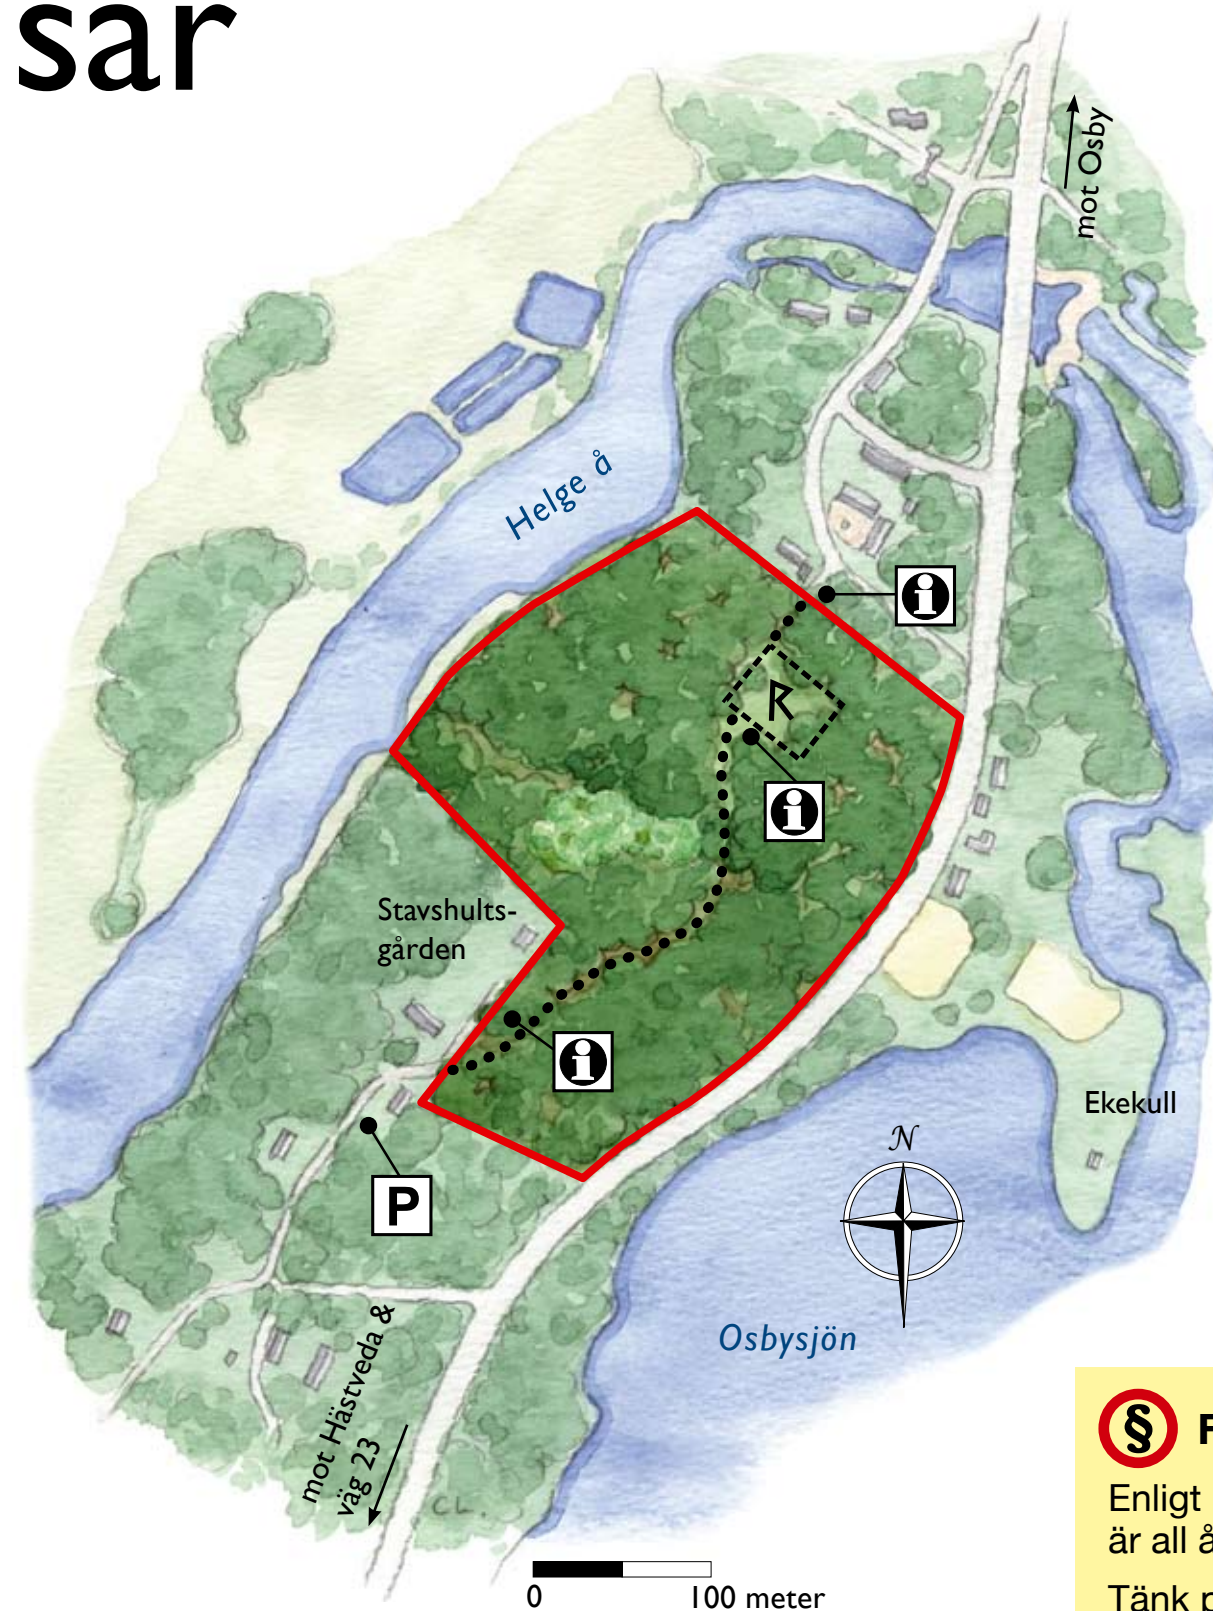 sar
mot Osby
Helge å
R
i
i
Stavshults-
gården
i
Ekekull
P
N
Osbysjön
mot Hästveda &
väg 23
C L.
§ F
Enligt
är all å
Tänk p
0 100 meter